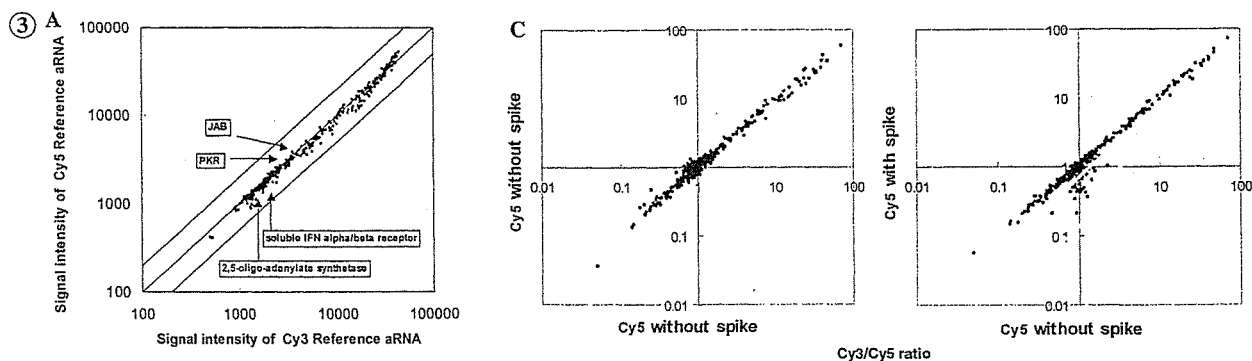 ③ A
100000
10000
1000
100
100 1000 10000 100000
Signal intensity of Cy5 Reference aRNA
Signal intensity of Cy3 Reference aRNA
JAB
PKR
soluble IFN alpha/beta receptor
2,5-oligo-adenylate synthetase
C
100
10
0.01 0.1 1 10 100
0.1
0.01
Cy5 without spike
Cy5 without spike
100
10
0.01 0.1 1 10 100
0.1
0.01
Cy5 with spike
Cy5 without spike
Cy3/Cy5 ratio